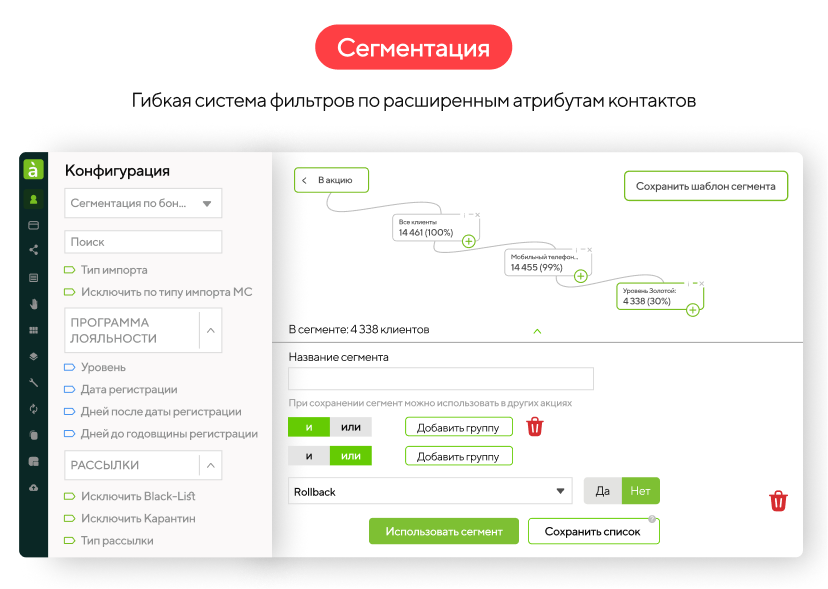 Сегментация
Гибкая система фильтров по расширенным атрибутам контактов
à
Конфигурация
Сегментация по бон...
Поиск
Тип импорта
Исключить по типу импорта МС
ПРОГРАММА
ЛОЯЛЬНОСТИ
Уровень
Дата регистрации
Дней после даты регистрации
Дней до годовщины регистрации
РАССЫЛКИ
Исключить Black-List
Исключить Карантин
Тип рассылки
В акцию
Сохранить шаблон сегмента
Все клиенты
14 461 (100%)
Мобильный телефон...
14 455 (99%)
Уровень Золотой:
4 338 (30%)
В сегменте: 4 338 клиентов
Название сегмента
При сохранении сегмент можно использовать в других акциях
и или Добавить группу
и или Добавить группу
Rollback Да Нет
Использовать сегмент Сохранить список ?